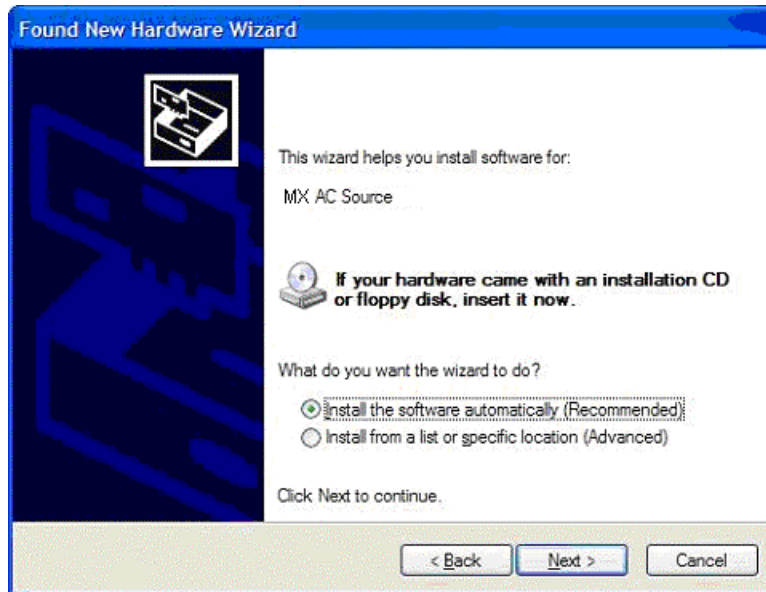 Found New Hardware Wizard
This wizard helps you install software for:
MX AC Source
If your hardware came with an installation CD
or floppy disk, insert it now.
What do you want the wizard to do?
Install the software automatically (Recommended)
Install from a list or specific location (Advanced)
Click Next to continue.
< Back Next > Cancel